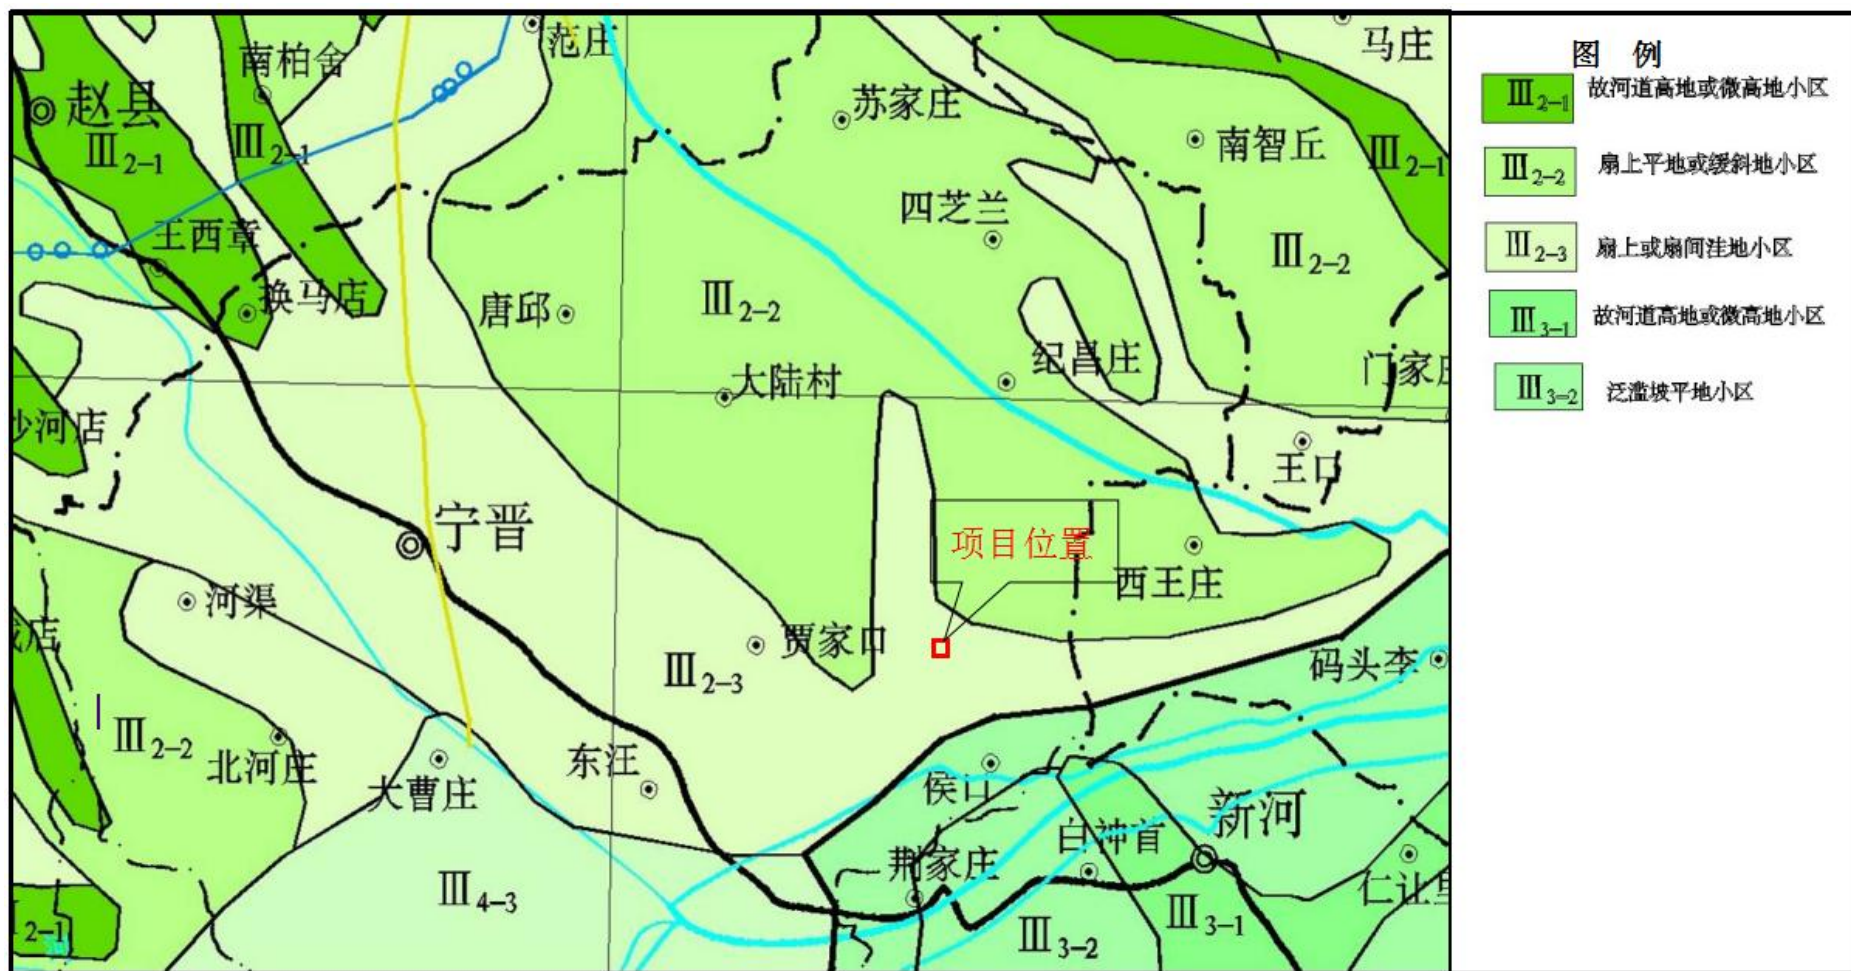 范庄
马庄
南柏舍
赵县
苏家庄
南智丘
III2-1
III2-1
III2-1
四芝兰
王西章
III2-2
换马店
唐邱
III2-2
纪昌庄
门家庄
大陆村
沙河店
王口
宁晋
项目位置
西王庄
河渠
店
贾家口
码头李
III2-3
III2-2
北河庄
东汪
大曹庄
侯口
新河
白神首
荆家庄
仁让里
III4-3
III3-1
2-1
III3-2
图 例
III2-1 故河道高地或微高地小区
III2-2 扇上平地或缓斜地小区
III2-3 扇上或扇间洼地小区
III3-1 故河道高地或微高地小区
III3-2 泛滥坡平地小区